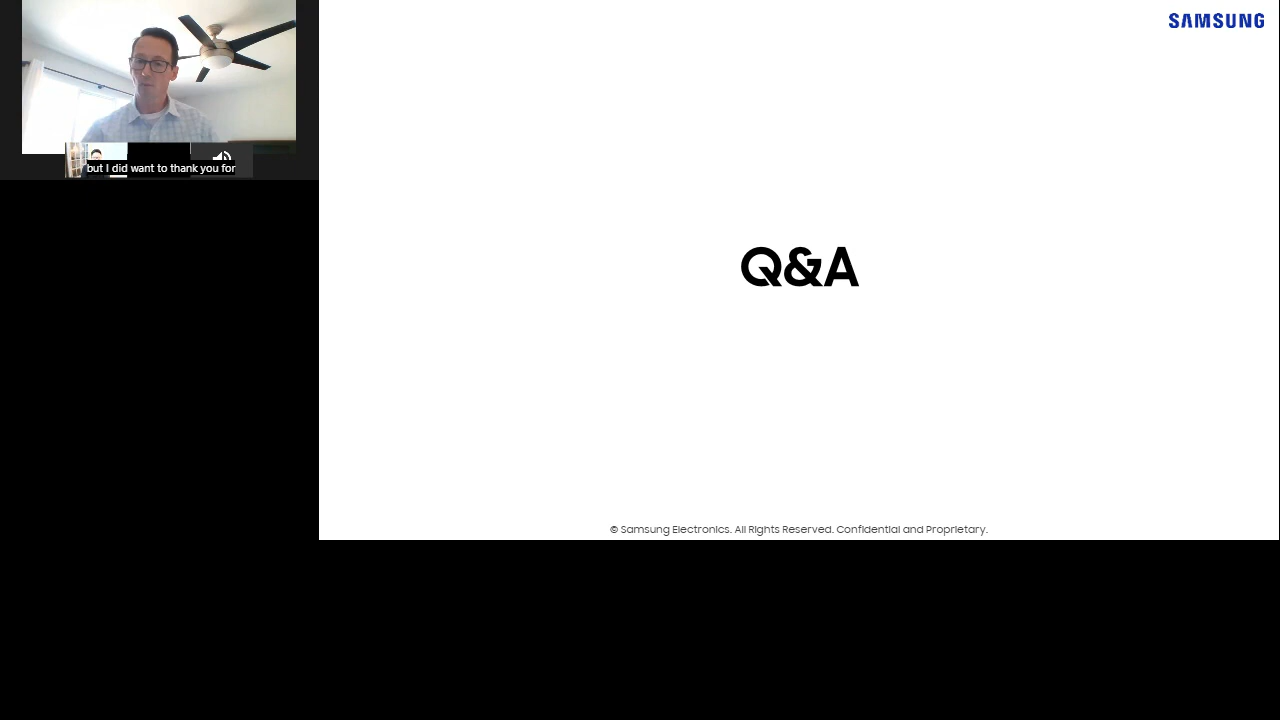 SAMSUNG
but I did want to thank you for
Q&A
© Samsung Electronics. All Rights Reserved. Confidential and Proprietary.